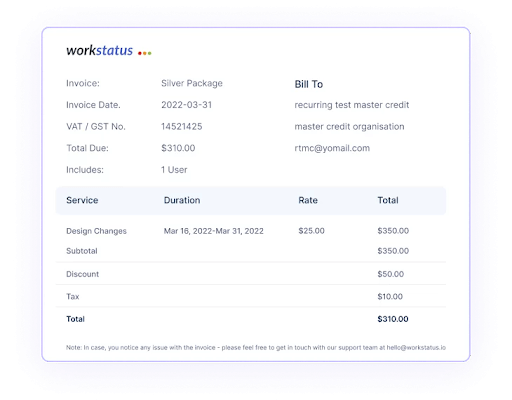 workstatus
Invoice: Silver Package
Bill To
Invoice Date. 2022-03-31
recurring test master credit
VAT / GST No. 14521425
master credit organisation
Total Due: $310.00
rtmc@yomail.com
Includes: 1 User
Service Duration Rate Total
Design Changes Mar 16, 2022-Mar 31, 2022 $25.00 $350.00
Subtotal $350.00
Discount $50.00
Tax $10.00
Total $310.00
Note: In case, you notice any issue with the invoice - please feel free to get in touch with our support team at hello@workstatus.io